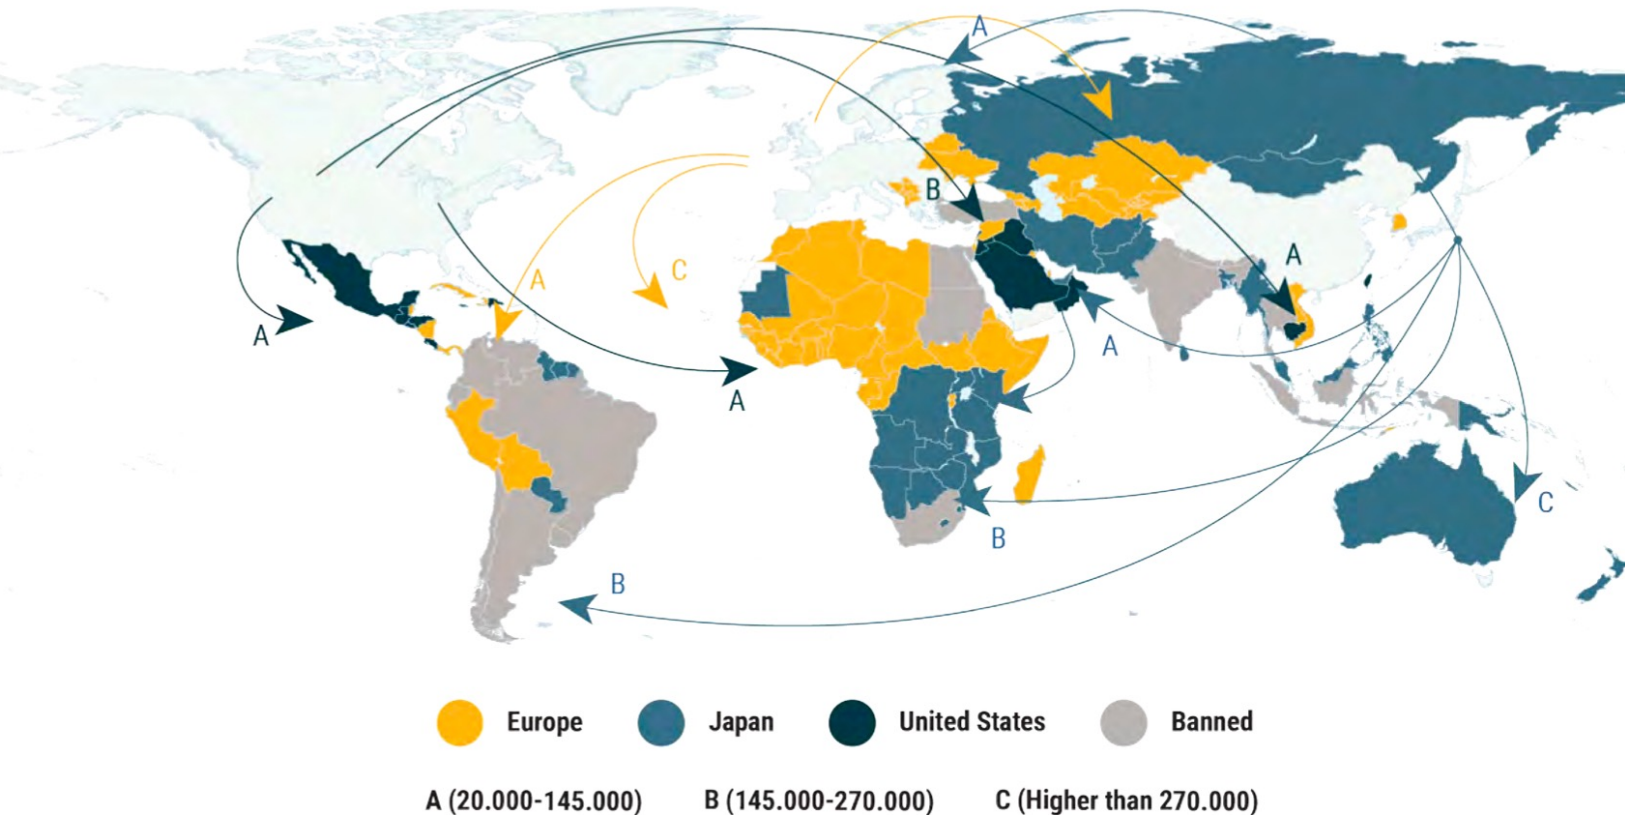 A
B
A
A
C
A
A
A
A
C
B
B
Europe
Japan
United States
Banned
A (20.000-145.000)
B (145.000-270.000)
C (Higher than 270.000)